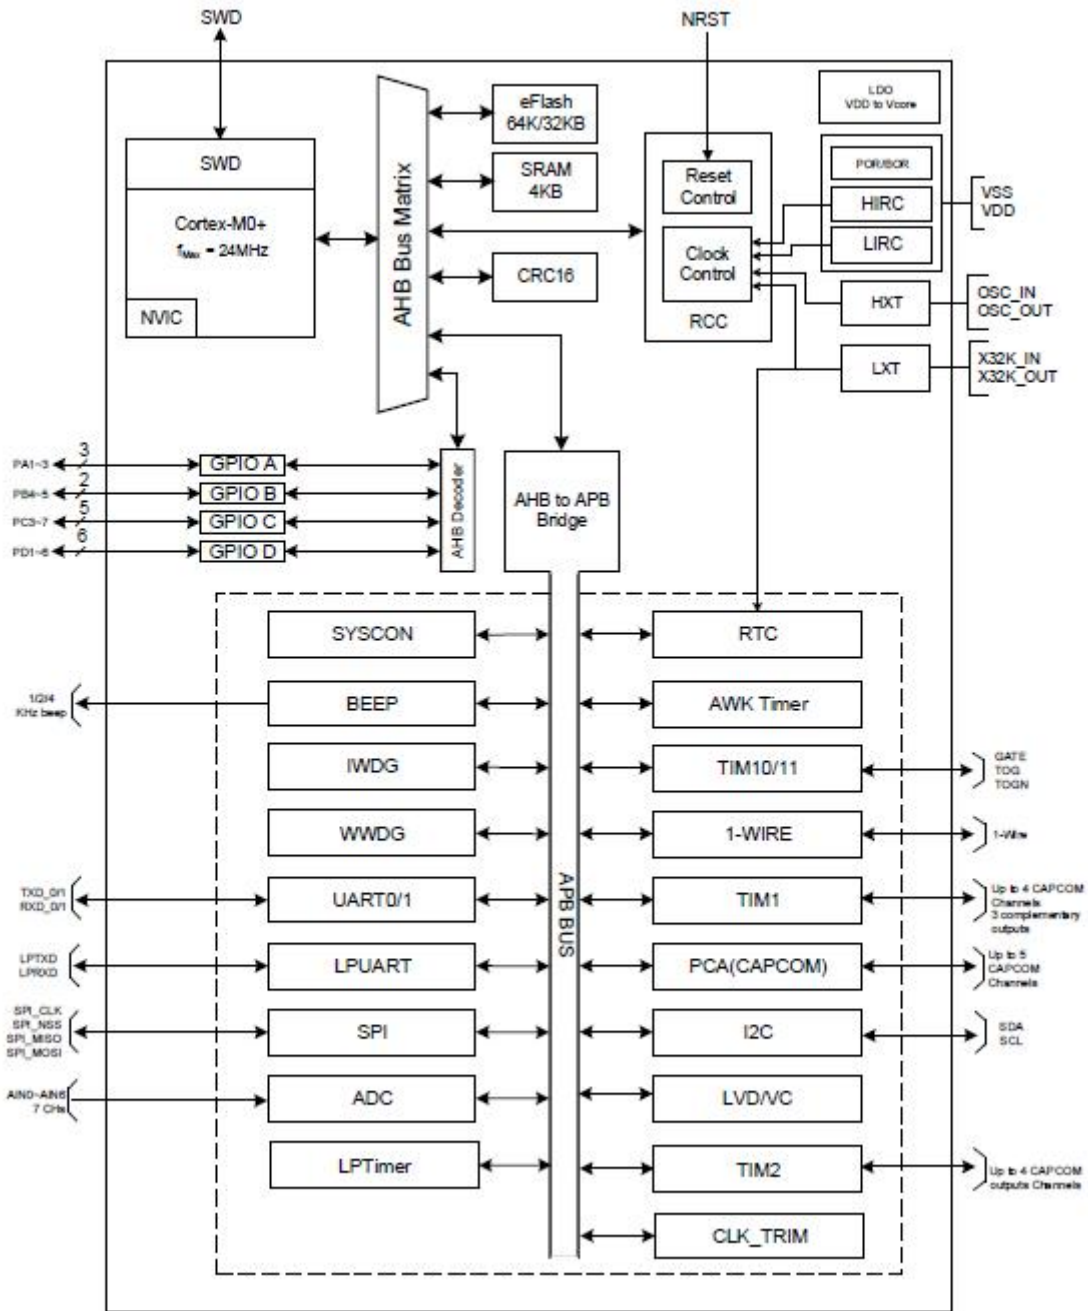 SWD
NRST
LDO
VDD to Vcore
eFlash
64K/32KB
SWD
SRAM
4KB
Reset
Control
POR/BOR
HIRC
LIRC
VSS
VDD
Cortex-M0+
fMax = 24MHz
NVIC
AHB Bus Matrix
CRC16
Clock
Control
RCC
HXT
OSC_IN
OSC_OUT
LXT
X32K_IN
X32K_OUT
PA1~3
3
GPIO A
PB4~5
2
GPIO B
PC3~7
5
GPIO C
PD1~6
6
GPIO D
AHB Decoder
AHB to APB
Bridge
SYSCON
RTC
1/2/4
KHz beep
BEEP
AWK Timer
IWDG
TIM10/11
GATE
TOG
TOGN
WWDG
1-WIRE
1-Wire
APB BUS
TXD_0/1
RXD_0/1
UART0/1
TIM1
Up to 4 CAPCOM
Channels
3 complementary
outputs
LPTXD
LPRXD
LPUART
PCA(CAPCOM)
Up to 5
CAPCOM
Channels
SPI_CLK
SPI_NSS
SPI_MISO
SPI_MOSI
SPI
I2C
SDA
SCL
AIN0~AIN6
7 CHs
ADC
LVD/VC
LPTimer
TIM2
Up to 4 CAPCOM
outputs Channels
CLK_TRIM